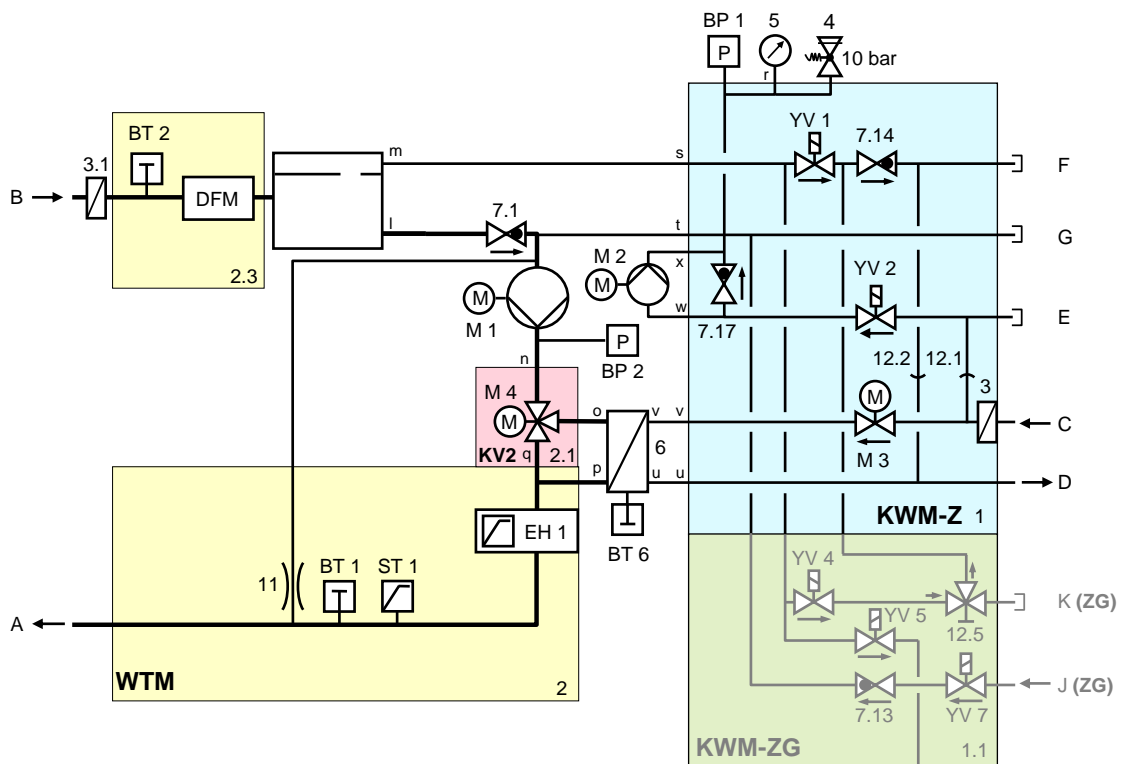 BP 1
5
4
P
r
10 bar
BT 2
YV 1
7.14
3.1
m
s
F
B
DFM
l
7.1
t
G
2.3
M 2
x
YV 2
M
M
M 1
w
E
7.17
n
P
BP 2
12.2
12.1
M 4
M
3
M
o
v
v
C
KV2
q
2.1
6
M 3
p
u
u
D
EH 1
KWM-Z
1
BT 6
BT 1
ST 1
11
YV 4
K (ZG)
A
YV 5
12.5
WTM
2
J (ZG)
7.13
YV 7
KWM-ZG
1.1